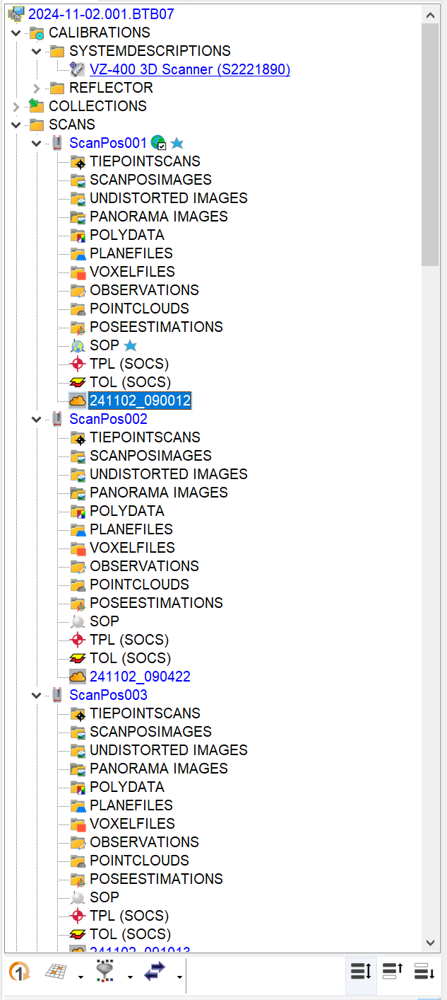 2024-11-02.001.BTB07
CALIBRATIONS
SYSTEMDESCRIPTIONS
VZ-400 3D Scanner (S2221890)
REFLECTOR
COLLECTIONS
SCANS
ScanPos001
TIEPOINTSCANS
SCANPOSIMAGES
UNDISTORTED IMAGES
PANORAMA IMAGES
POLYDATA
PLANEFILES
VOXELFILES
OBSERVATIONS
POINTCLOUDS
POSEESTIMATIONS
SOP
TPL (SOCS)
TOL (SOCS)
241102_090012
ScanPos002
TIEPOINTSCANS
SCANPOSIMAGES
UNDISTORTED IMAGES
PANORAMA IMAGES
POLYDATA
PLANEFILES
VOXELFILES
OBSERVATIONS
POINTCLOUDS
POSEESTIMATIONS
SOP
TPL (SOCS)
TOL (SOCS)
241102_090422
ScanPos003
TIEPOINTSCANS
SCANPOSIMAGES
UNDISTORTED IMAGES
PANORAMA IMAGES
POLYDATA
PLANEFILES
VOXELFILES
OBSERVATIONS
POINTCLOUDS
POSEESTIMATIONS
SOP
TPL (SOCS)
TOL (SOCS)
1